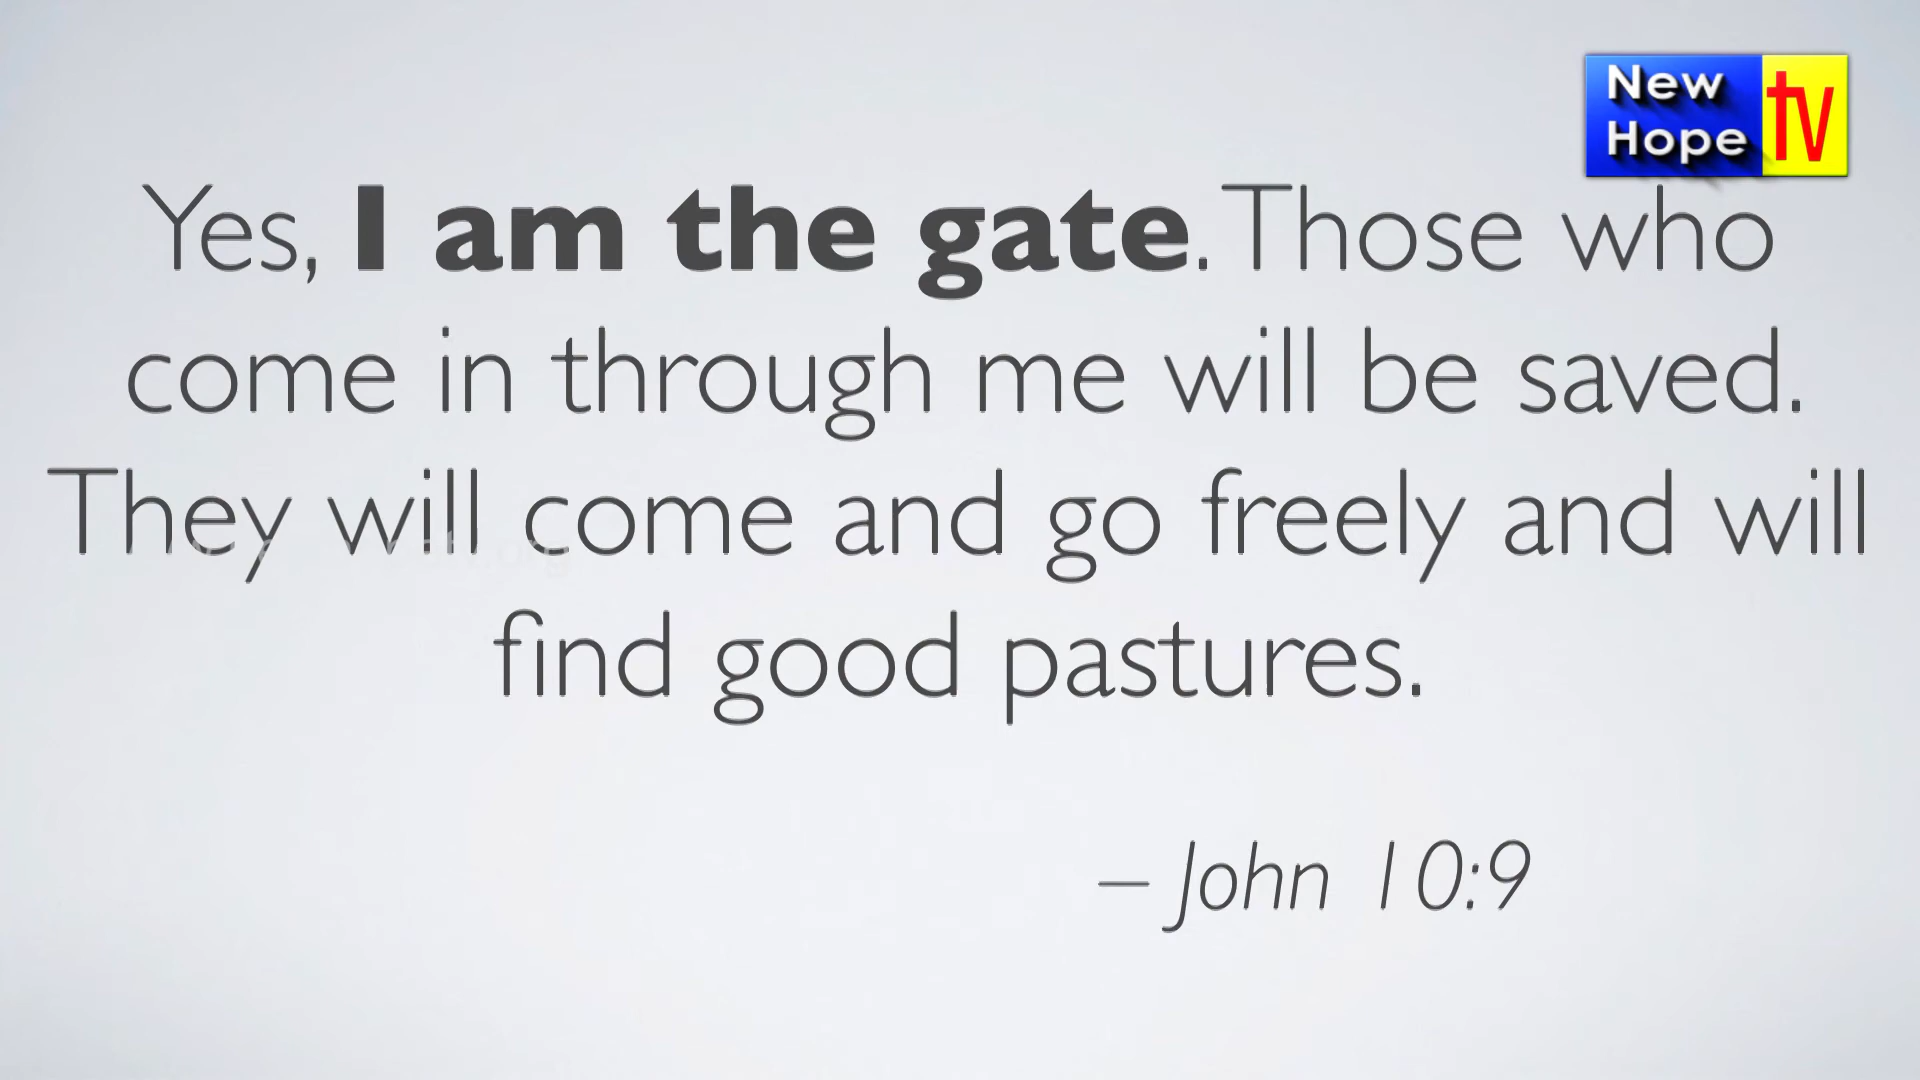 New
Hope
tv
Yes, I am the gate. Those who
come in through me will be saved.
They will come and go freely and will
find good pastures.
– John 10:9